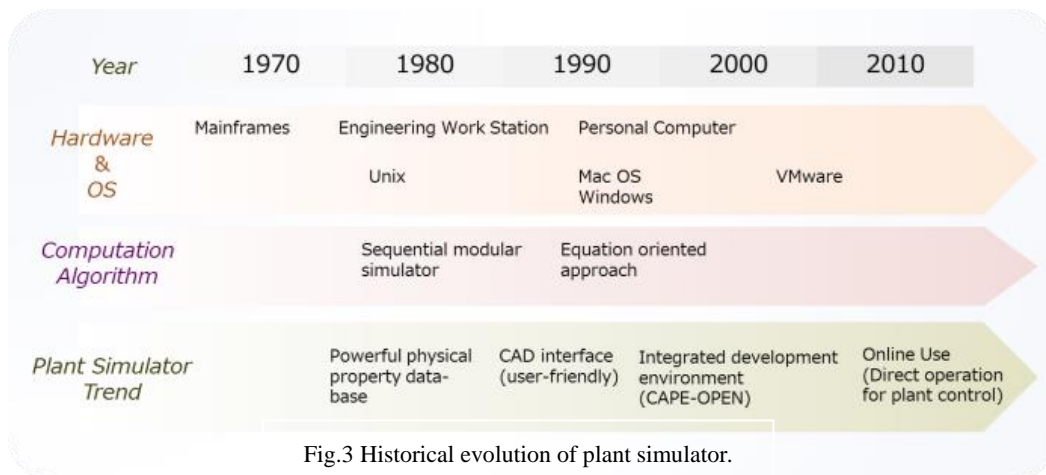 Year 1970 1980 1990 2000 2010
Hardware
&
OS
Mainframes Engineering Work Station Personal Computer
Unix Mac OS VMware
Windows
Computation
Algorithm
Sequential modular Equation oriented
simulator approach
Plant Simulator
Trend
Powerful physical
property data-
base
CAD interface
(user-friendly)
Integrated development
environment
(CAPE-OPEN)
Online Use
(Direct operation
for plant control)
Fig.3 Historical evolution of plant simulator.